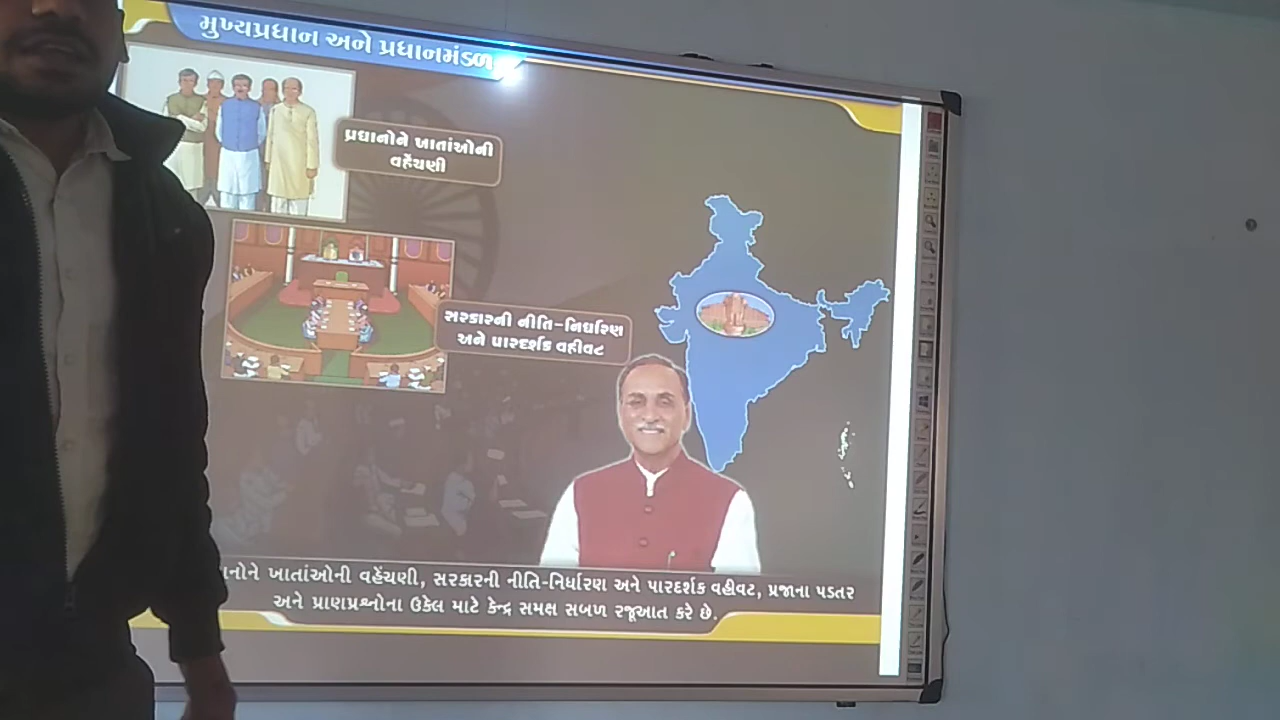 મુખ્યપ્રધાન અને પ્રધાનમંડળ
પ્રધાનોને ખાતાંઓની
વહેંચણી
સરકારની નીતિ-નિર્ધારણ
અને પારદર્શક વહીવટ
ખાતાંઓની વહેંચણી, સરકારની નીતિ-નિર્ધારણ અને પારદર્શક વહીવટ, પ્રજાના પડતર
અને પ્રાણપ્રશ્નોના ઉકેલ માટે કેન્દ્ર સમક્ષ સબળ રજૂઆત કરે છે.